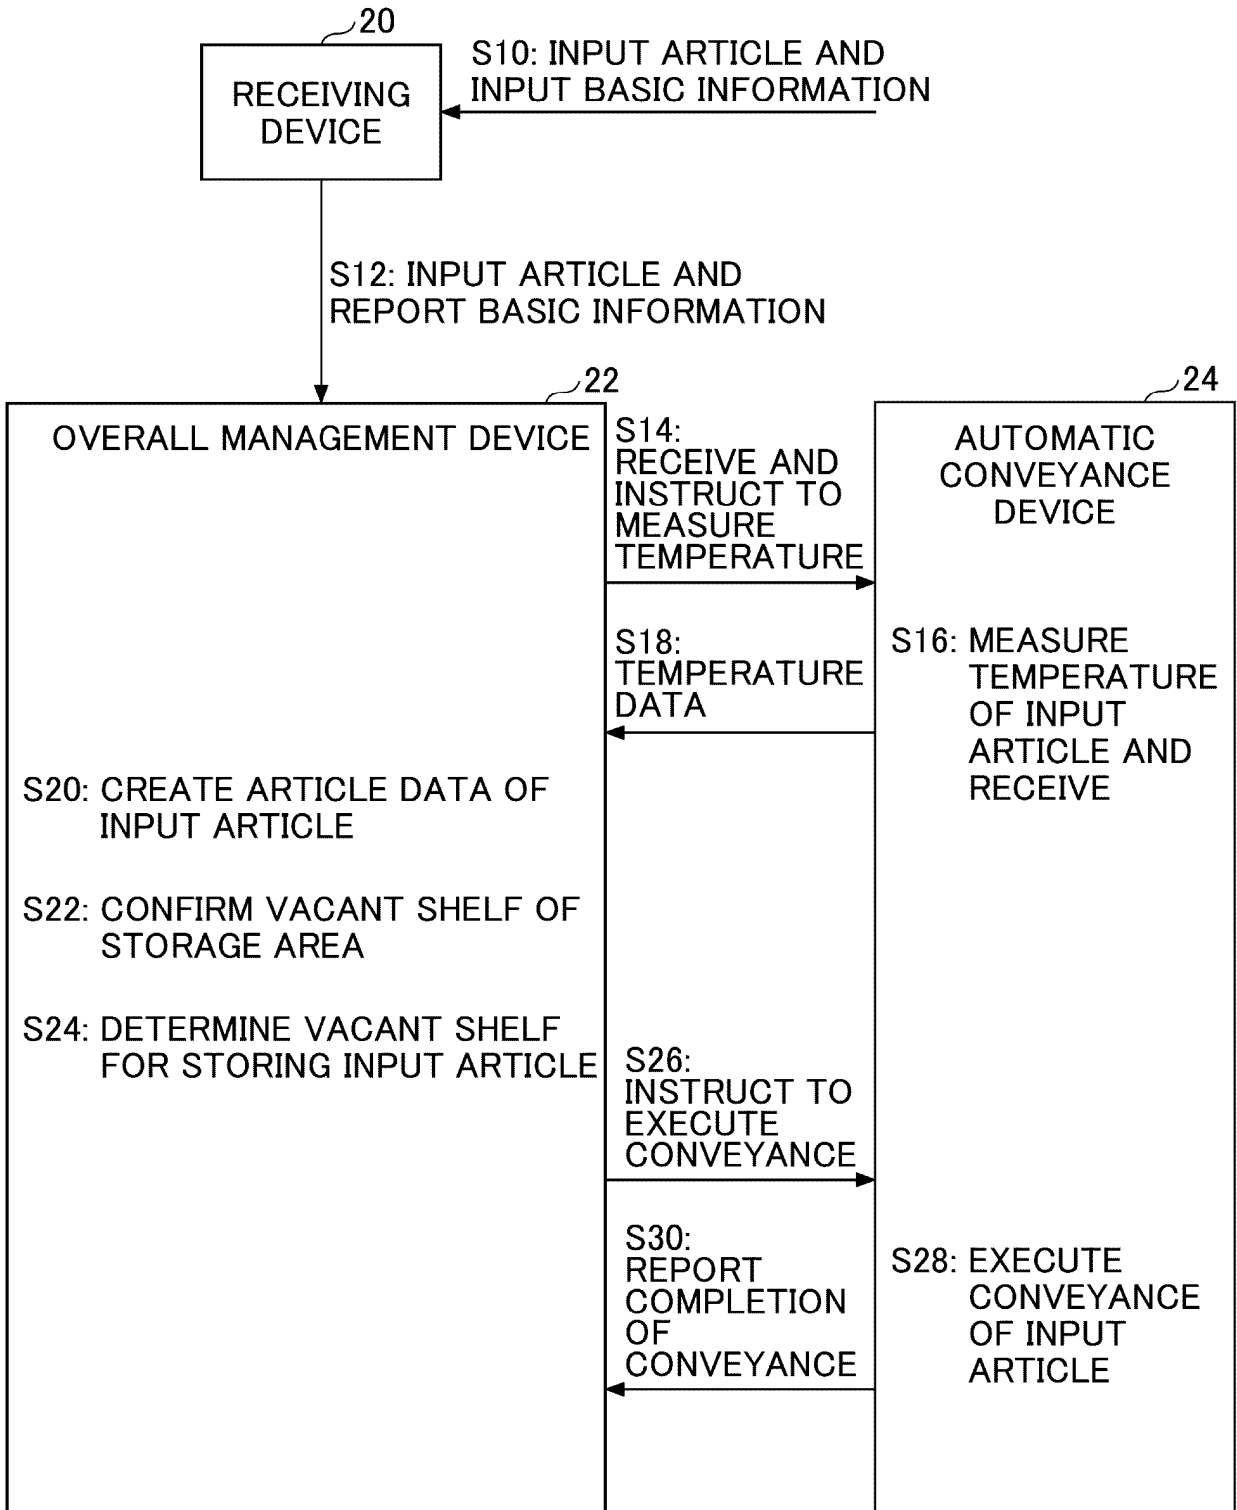 20
RECEIVING
DEVICE
S10: INPUT ARTICLE AND
INPUT BASIC INFORMATION
S12: INPUT ARTICLE AND
REPORT BASIC INFORMATION
22
OVERALL MANAGEMENT DEVICE
24
AUTOMATIC
CONVEYANCE
DEVICE
S14:
RECEIVE AND
INSTRUCT TO
MEASURE
TEMPERATURE
S16: MEASURE
TEMPERATURE
OF INPUT
ARTICLE AND
RECEIVE
S18:
TEMPERATURE
DATA
S20: CREATE ARTICLE DATA OF
INPUT ARTICLE
S22: CONFIRM VACANT SHELF OF
STORAGE AREA
S24: DETERMINE VACANT SHELF
FOR STORING INPUT ARTICLE
S26:
INSTRUCT TO
EXECUTE
CONVEYANCE
S28: EXECUTE
CONVEYANCE
OF INPUT
ARTICLE
S30:
REPORT
COMPLETION
OF
CONVEYANCE